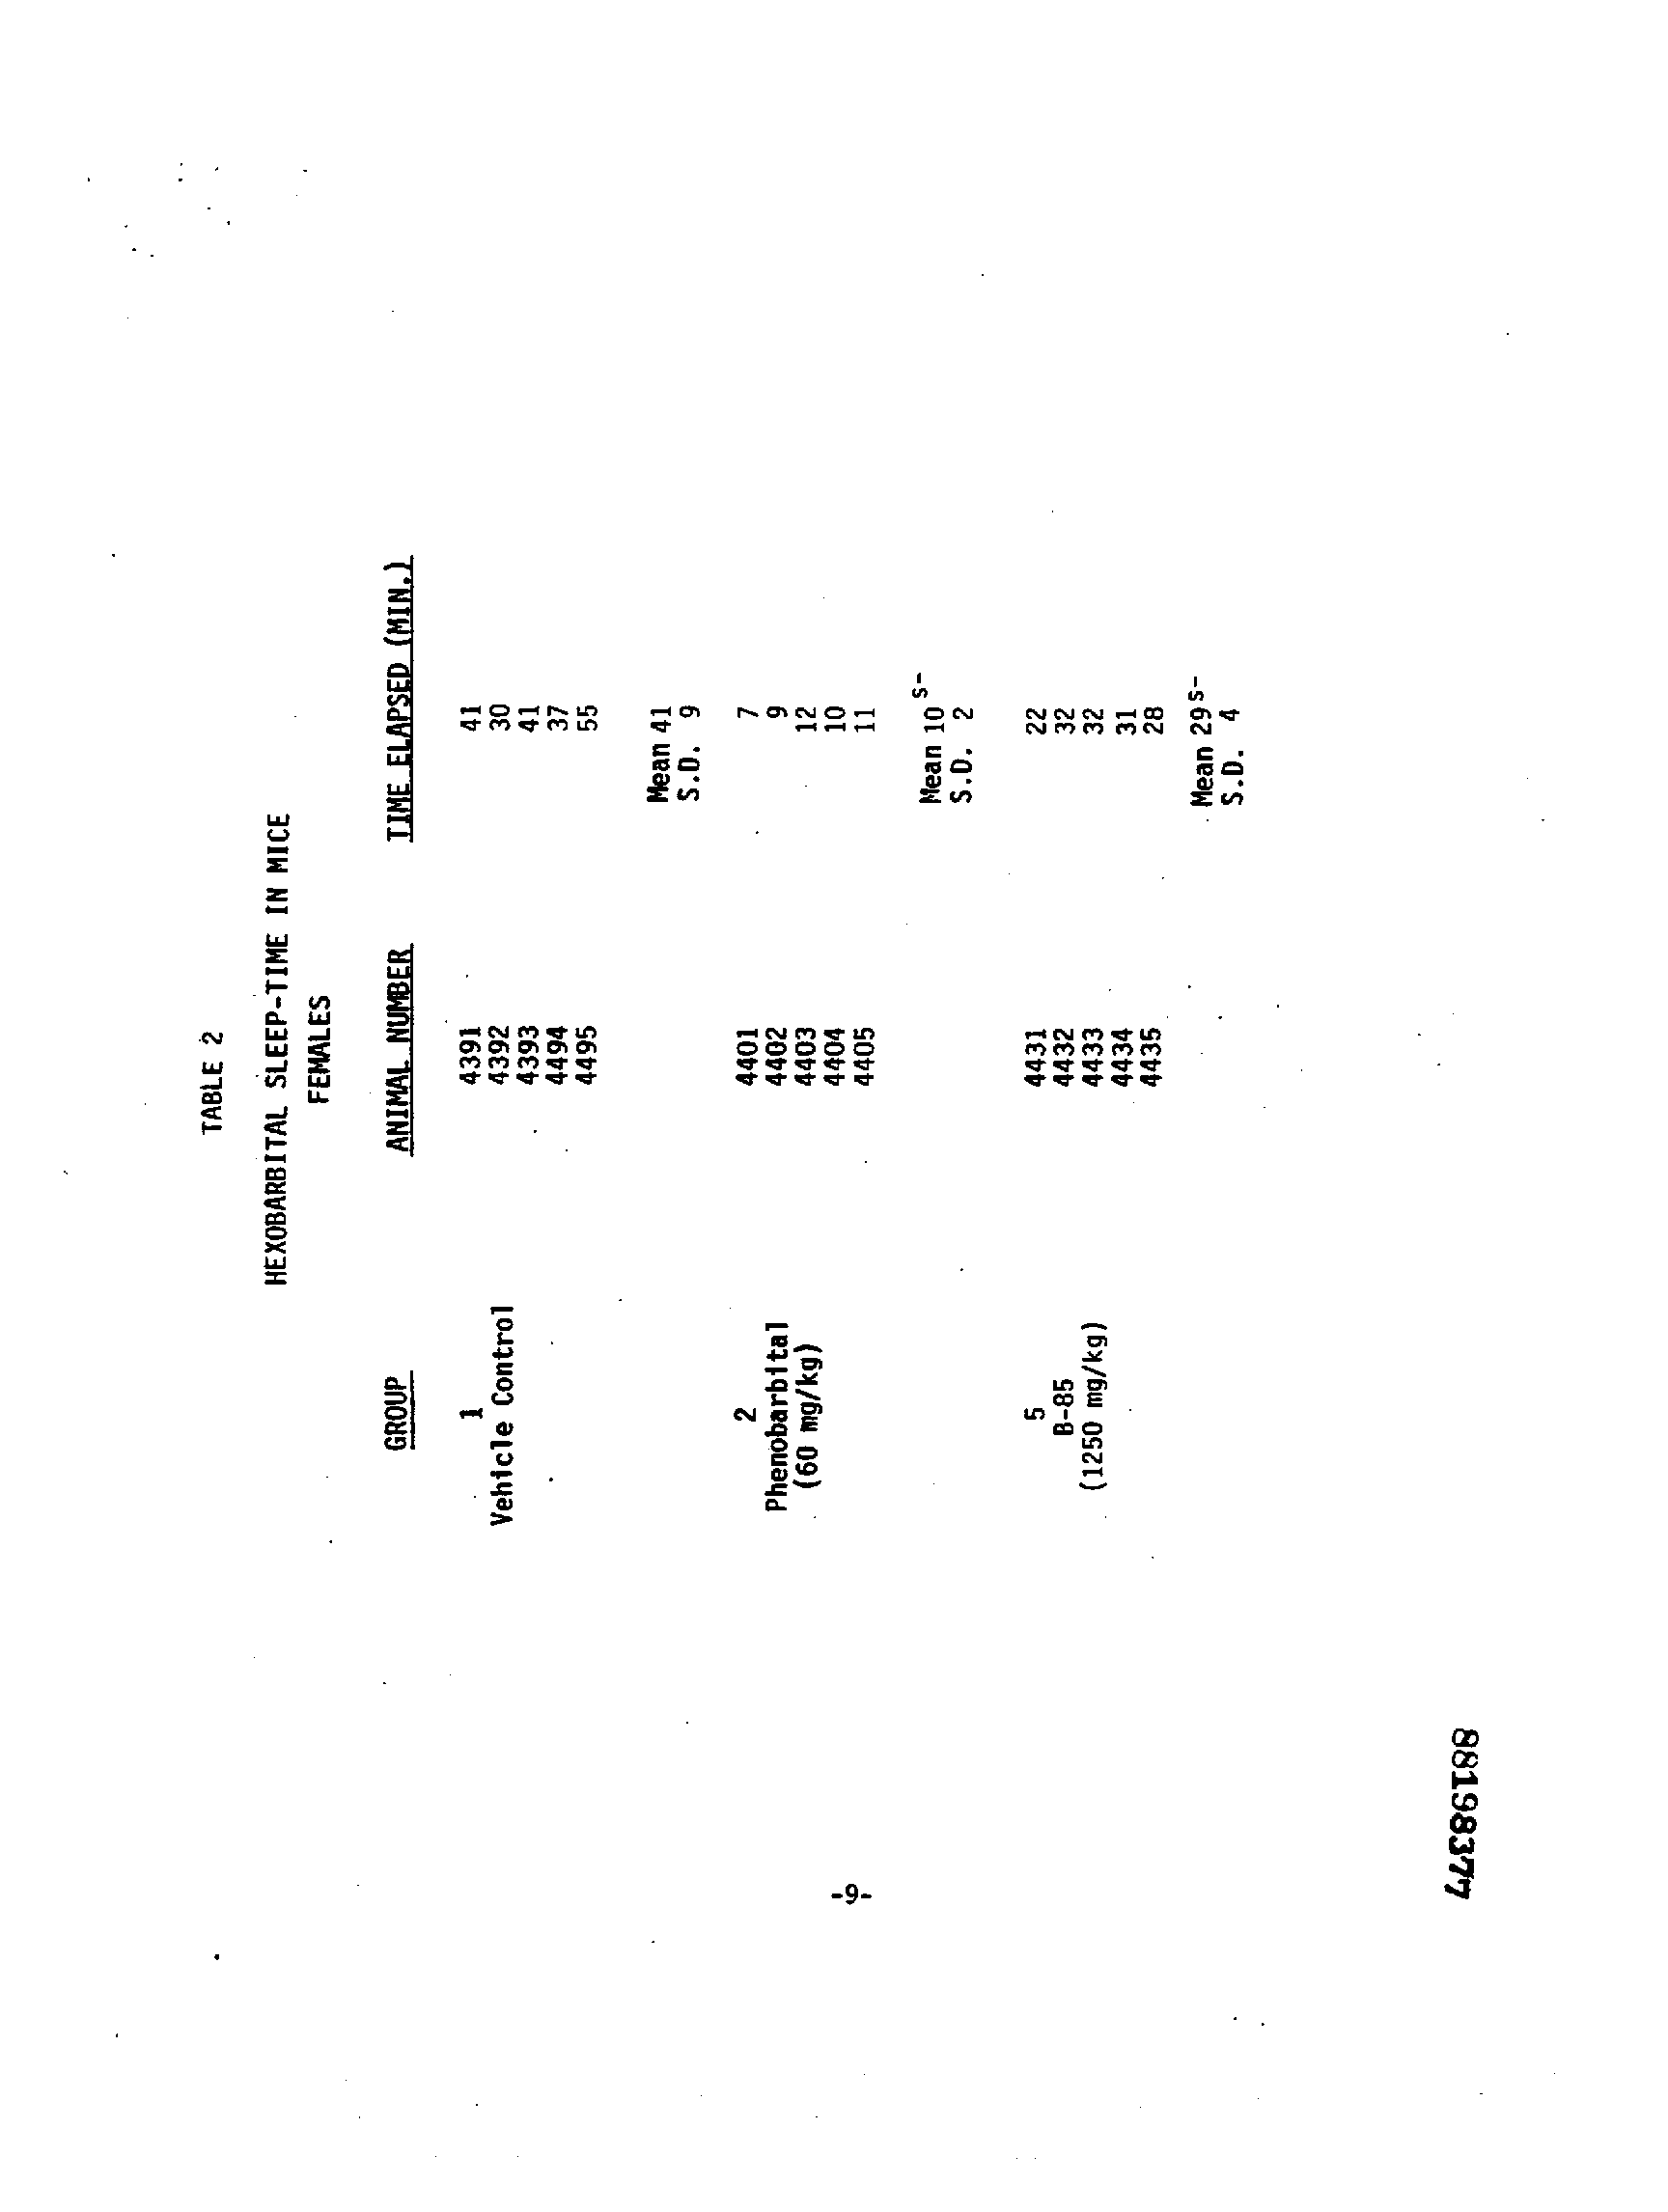 TABLE 2
HEXOBARBITAL SLEEP-TIME IN MICE
FEMALES
GROUP ANIMAL NUMBER TIME ELAPSED (MIN.)
1 4391 41
Vehicle Control 4392 30
4393 41
4494 37
4495 55
Mean 41
S.D. 9
2 4401 7
Phenobarbital 4402 9
(60 mg/kg) 4403 12
4404 10
4405 11
Mean 10 s-
S.D. 2
5 4431 22
B-85 4432 32
(1250 mg/kg) 4433 32
4434 31
4435 28
Mean 29 s-
S.D. 4
-9-
88198377